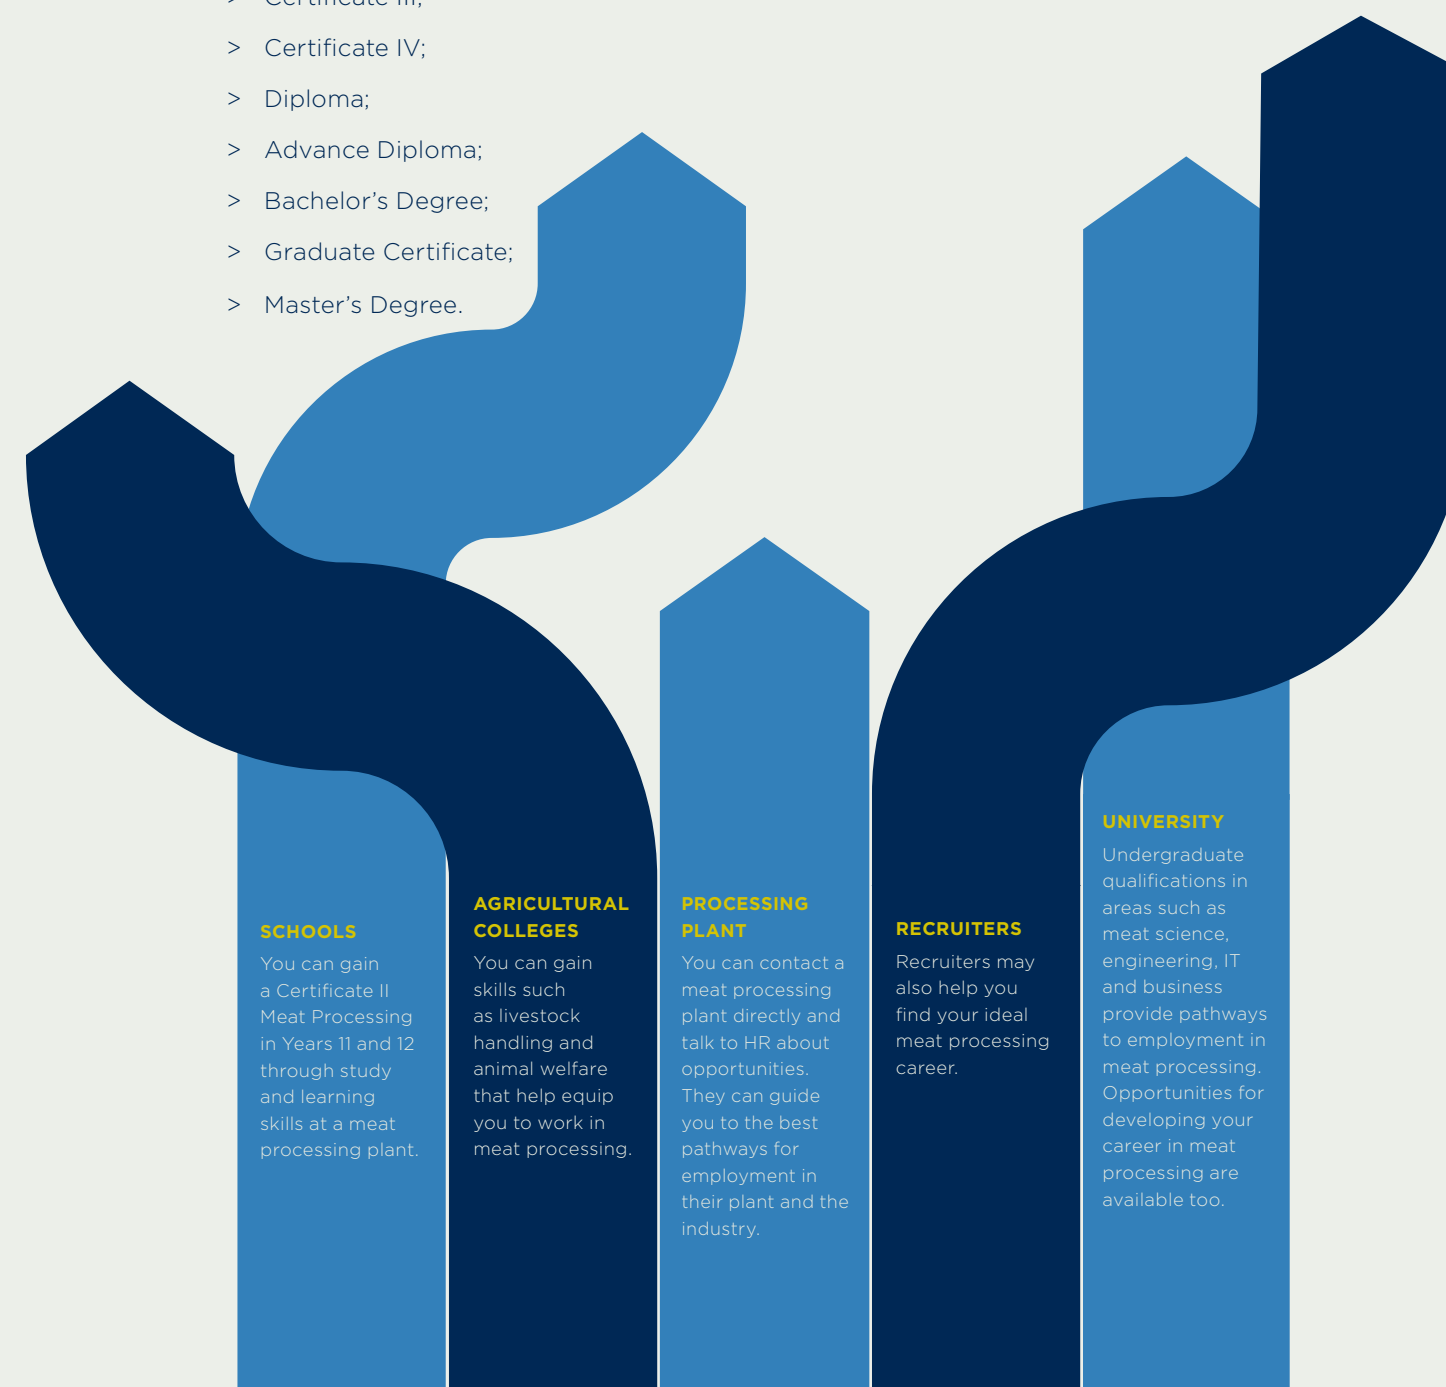 > Certificate III;
> Certificate IV;
> Diploma;
> Advance Diploma;
> Bachelor’s Degree;
> Graduate Certificate;
> Master’s Degree.
SCHOOLS
You can gain
a Certificate II
Meat Processing
in Years 11 and 12
through study
and learning
skills at a meat
processing plant.
AGRICULTURAL
COLLEGES
You can gain
skills such
as livestock
handling and
animal welfare
that help equip
you to work in
meat processing.
PROCESSING
PLANT
You can contact a
meat processing
plant directly and
talk to HR about
opportunities.
They can guide
you to the best
pathways for
employment in
their plant and the
industry.
RECRUITERS
Recruiters may
also help you
find your ideal
meat processing
career.
UNIVERSITY
Undergraduate
qualifications in
areas such as
meat science,
engineering, IT
and business
provide pathways
to employment in
meat processing.
Opportunities for
developing your
career in meat
processing are
available too.